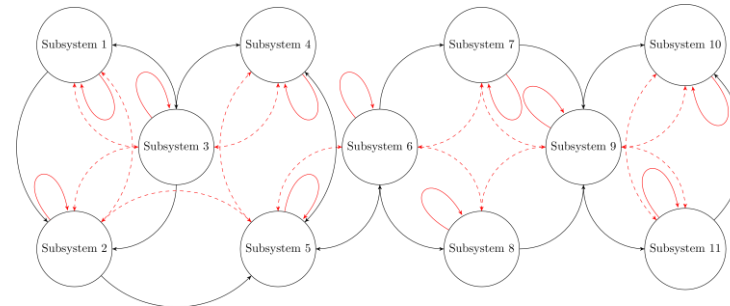 Subsystem 1
Subsystem 4
Subsystem 7
Subsystem 10
Subsystem 3
Subsystem 6
Subsystem 9
Subsystem 2
Subsystem 5
Subsystem 8
Subsystem 11